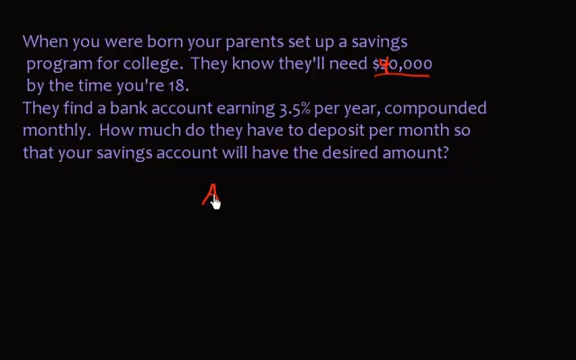 When you were born your parents set up a savings
program for college. They know they'll need
by the time you're 18.
They find a bank account earning 3.5% per year, compounded
monthly. How much do they have to deposit per month so
that your savings account will have the desired amount?
A